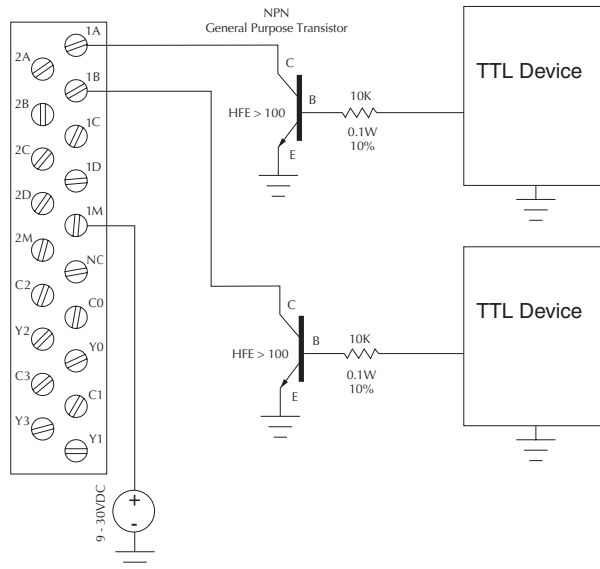 NPN
General Purpose Transistor
1A
2A
1B
2B
1C
2C
1D
2D
1M
2M
NC
C2
C0
Y2
Y0
C3
C1
Y3
Y1
C
B
HFE > 100
E
10K
0.1W
10%
TTL Device
C
B
HFE > 100
E
10K
0.1W
10%
TTL Device
9 - 30VDC
+
-